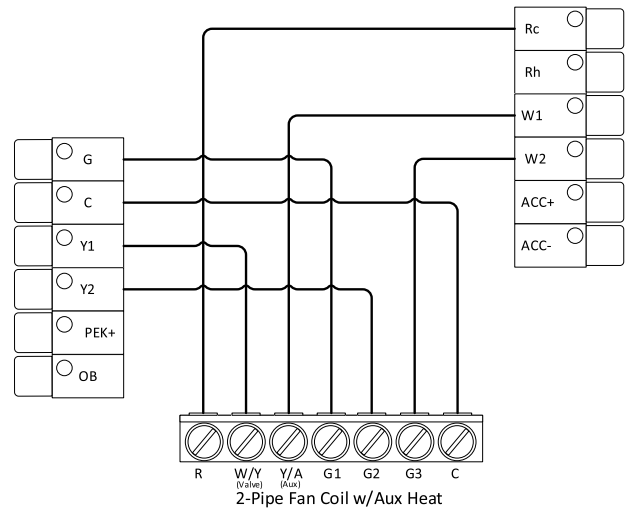 Rc
Rh
W1
W2
ACC+
ACC-
G
C
Y1
Y2
PEK+
OB
R W/Y Y/A G1 G2 G3 C
(Valve) (Aux)
2-Pipe Fan Coil w/Aux Heat